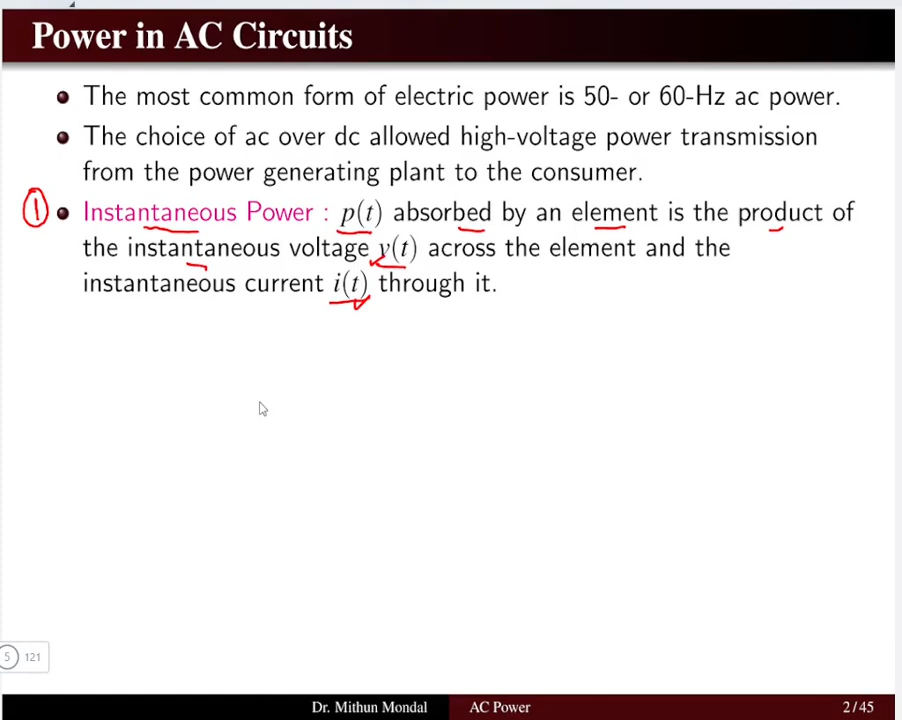 Power in AC Circuits
The most common form of electric power is 50- or 60-Hz ac power.
The choice of ac over dc allowed high-voltage power transmission
from the power generating plant to the consumer.
1 Instantaneous Power : p(t) absorbed by an element is the product of
the instantaneous voltage v(t) across the element and the
instantaneous current i(t) through it.
5 121
Dr. Mithun Mondal AC Power 2/45